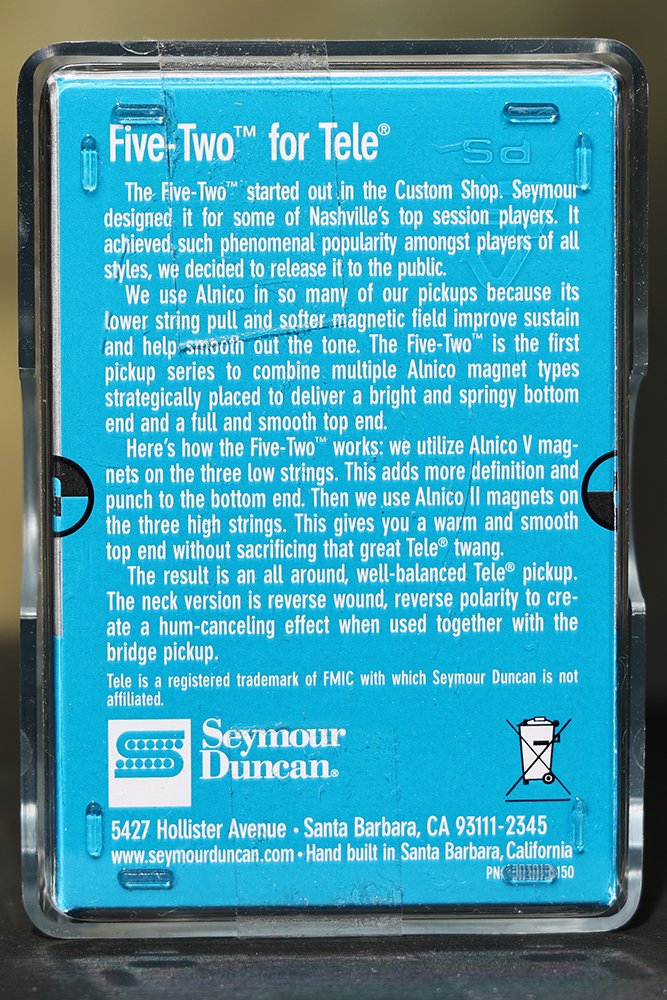 Five-Two™ for Tele®
The Five-Two™ started out in the Custom Shop. Seymour
designed it for some of Nashville's top session players. It
achieved such phenomenal popularity amongst players of all
styles, we decided to release it to the public.
We use Alnico in so many of our pickups because its
lower string pull and softer magnetic field improve sustain
and help smooth out the tone. The Five-Two™ is the first
pickup series to combine multiple Alnico magnet types
strategically placed to deliver a bright and springy bottom
end and a full and smooth top end.
Here's how the Five-Two™ works: we utilize Alnico V mag-
nets on the three low strings. This adds more definition and
punch to the bottom end. Then we use Alnico II magnets on
the three high strings. This gives you a warm and smooth
top end without sacrificing that great Tele® twang.
The result is an all around, well-balanced Tele® pickup.
The neck version is reverse wound, reverse polarity to cre-
ate a hum-canceling effect when used together with the
bridge pickup.
Tele is a registered trademark of FMIC with which Seymour Duncan is not
affiliated.
Seymour
Duncan®
5427 Hollister Avenue • Santa Barbara, CA 93111-2345
www.seymourduncan.com • Hand built in Santa Barbara, California